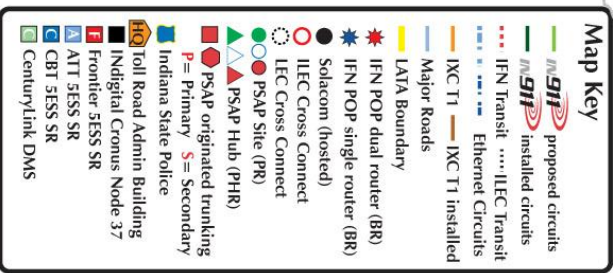 Map Key
IN911 proposed circuits
IN911 installed circuits
IFN Transit ILEC Transit
Ethernet Circuits
IXC T1 IXC T1 installed
Major Roads
LATA Boundary
IFN POP dual router (BR)
IFN POP single router (BR)
Solacom (hosted)
ILEC Cross Connect
LEC Cross Connect
PSAP Site (PR)
PSAP Hub (PHR)
PSAP originated trunking
P= Primary S= Secondary
Indiana State Police
HQ Toll Road Admin Building
INdigital Cronus Node 37
F Frontier 5ESS SR
A ATT 5ESS SR
C CBT 5ESS SR
C CenturyLink DMS